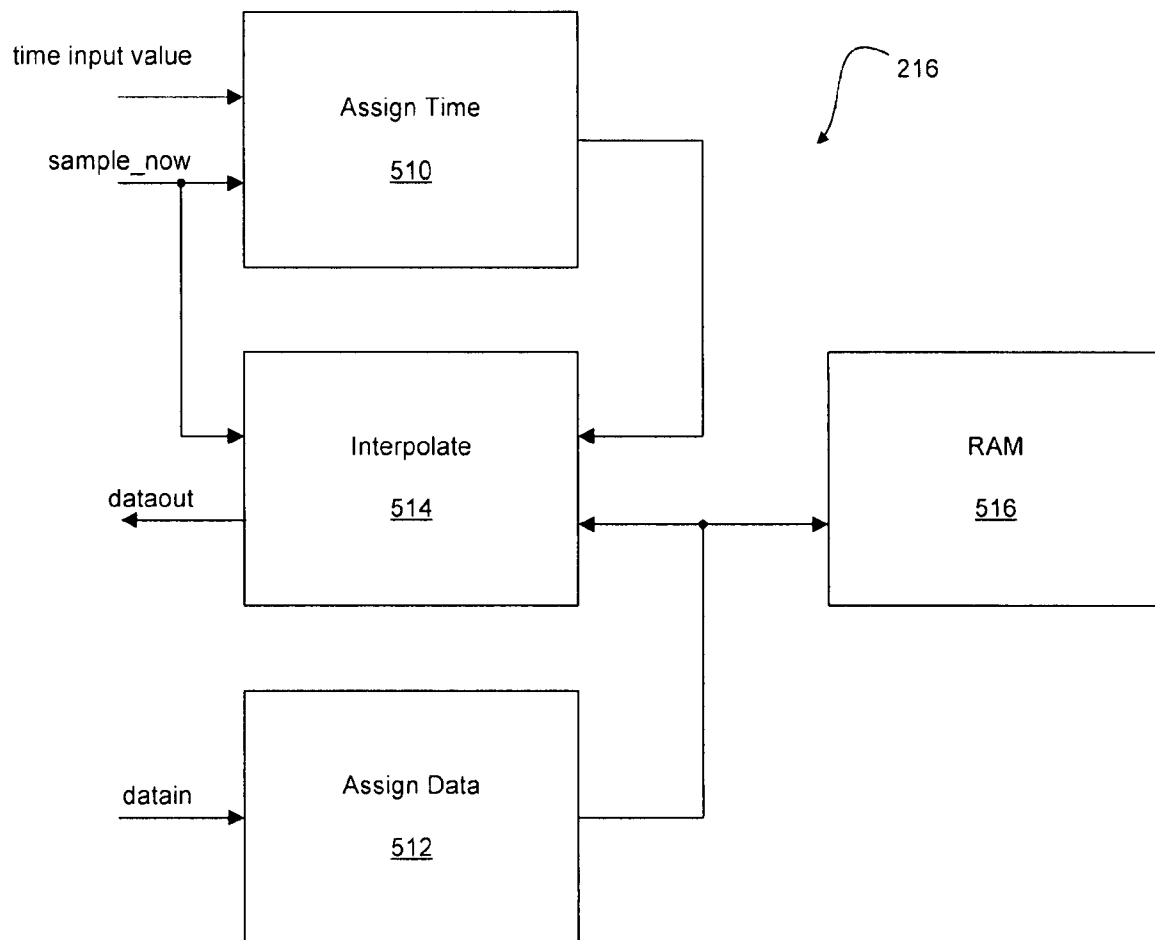 time input value
216
Assign Time
sample_now
510
Interpolate
RAM
dataout
514
516
Assign Data
datain
512